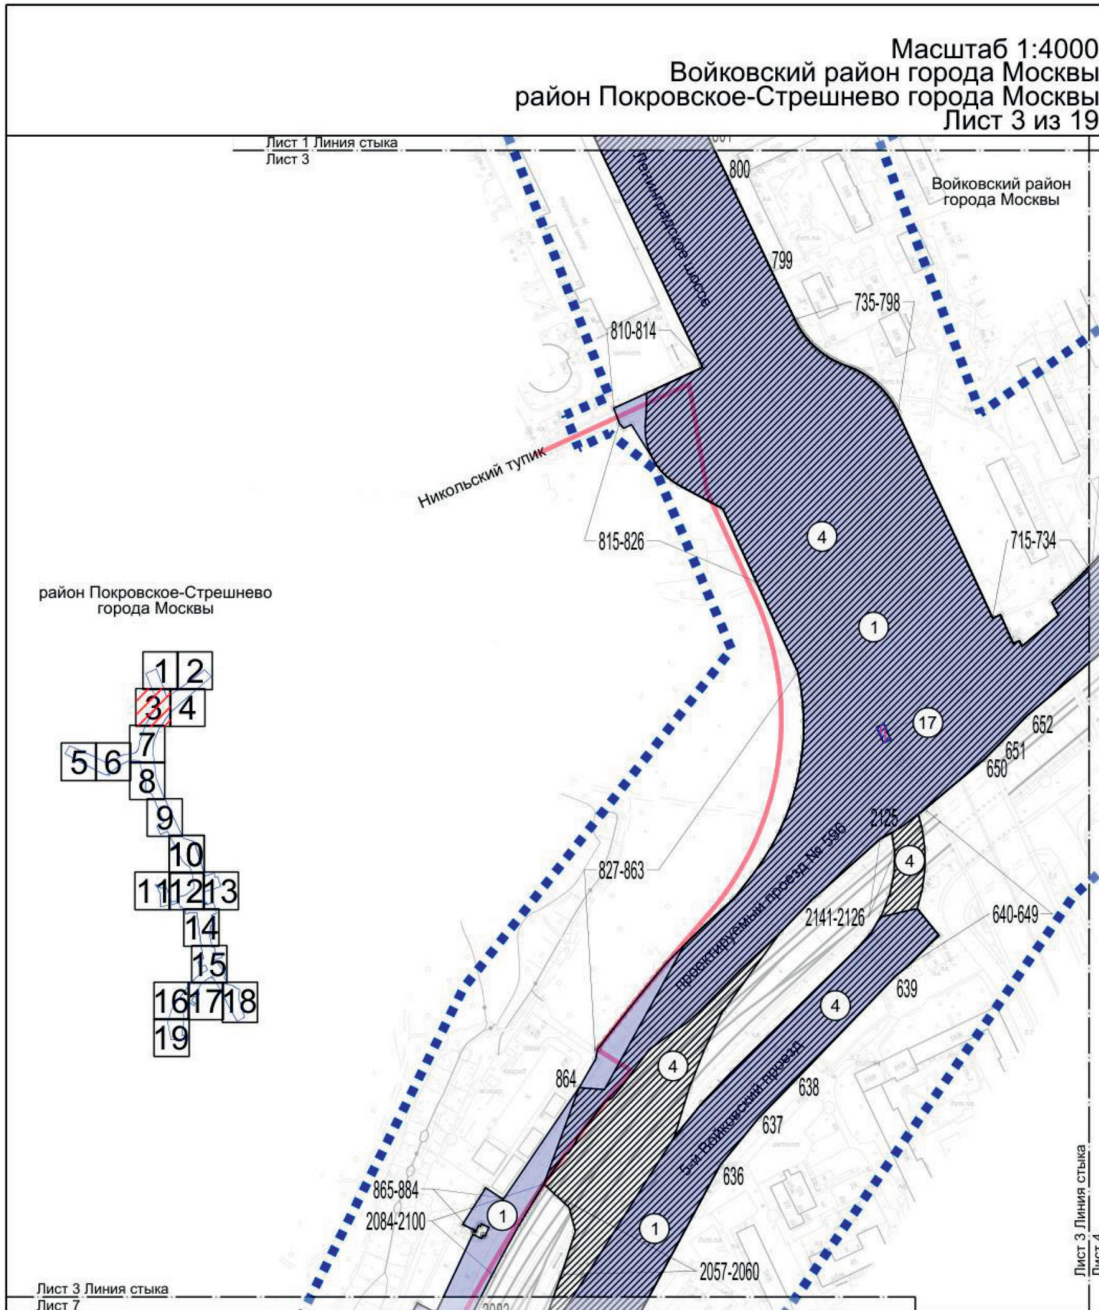 Масштаб 1:4000
Войковский район города Москвы
район Покровское-Стрешнево города Москвы
Лист 3 из 19
Лист 1 Линия стыка
Лист 3
800
Войковский район
города Москвы
Ленинградское шоссе
799
735-798
810-814
Никольский тупик
815-826
4
715-734
район Покровское-Стрешнево
города Москвы
1
1 2
3 4
7
5 6
8
9
10
11 12 13
14
15
16 17 18
19
17
652
651
650
2125
проектируемый проезд № 596
4
827-863
2141-2126
640-649
639
4
864
4
638
637
5-й Войковский проезд
636
865-884
2084-2100
1
1
2057-2060
Лист 3 Линия стыка
Лист 4
Лист 3 Линия стыка
Лист 7